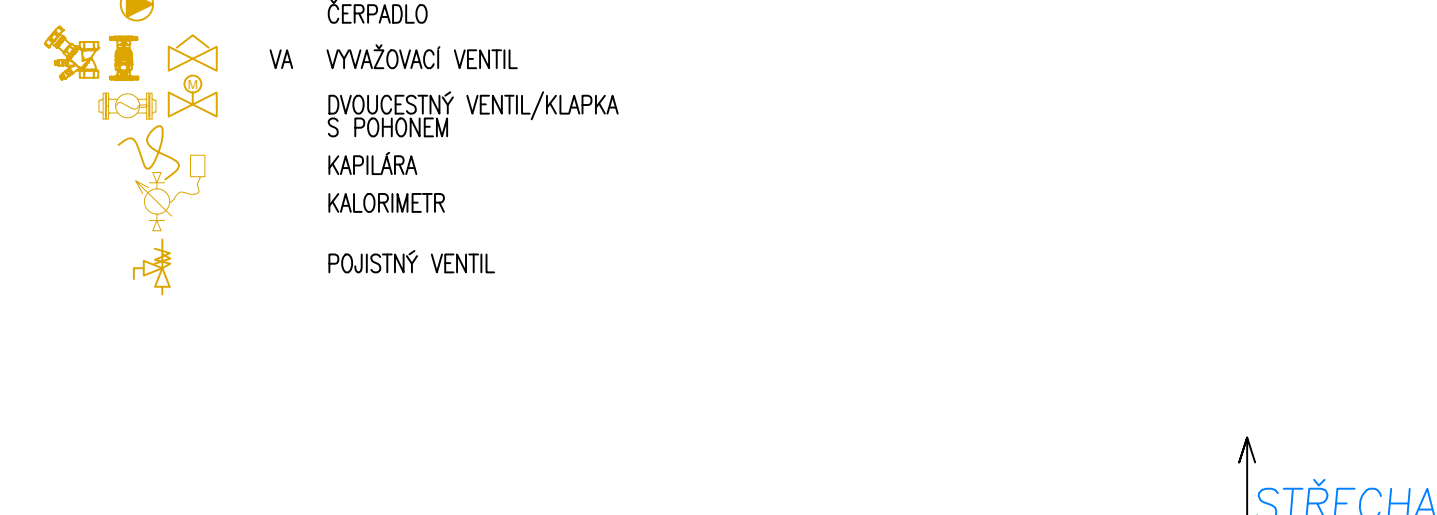 ČERPADLO
VA VYVAŽOVACÍ VENTIL
M
DVOUCESTNÝ VENTIL/KLAPKA
S POHONEM
KAPILÁRA
KALORIMETR
POJISTNÝ VENTIL
STŘECHA